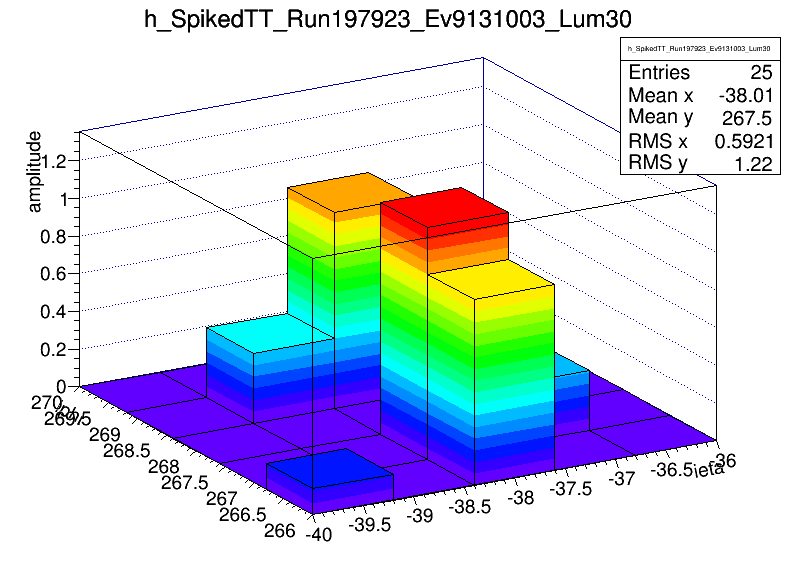 h_SpikedTT_Run197923_Ev9131003_Lum30
h_SpikedTT_Run197923_Ev9131003_Lum30
Entries 25
Mean x -38.01
Mean y 267.5
RMS x 0.5921
RMS y 1.22
amplitude
1.2
1
0.8
0.6
0.4
0.2
0
270
269.5
269
268.5
268
267.5
267
266.5
266
-40
-39.5
-39
-38.5
-38
-37.5
-37
-36.5
-36
ieta